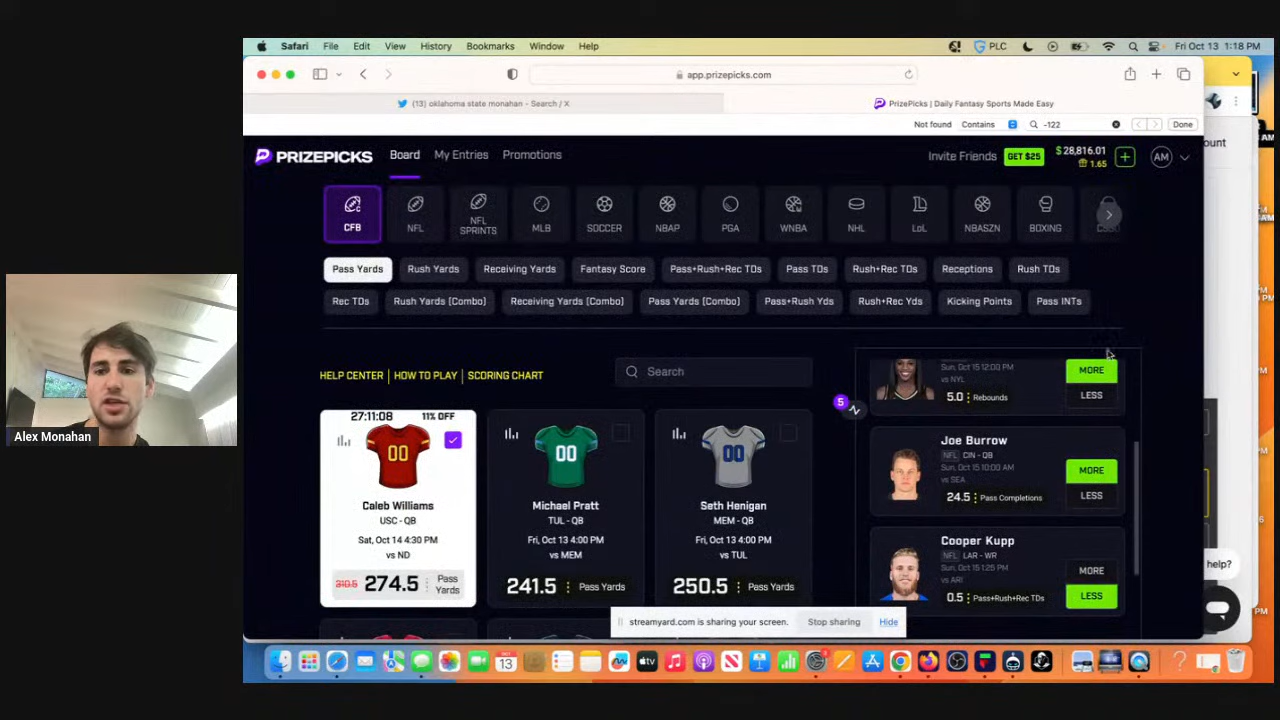 Safari File Edit View History Bookmarks Window Help PLC Fri Oct 13 1:18 PM
app.prizepicks.com
(13) oklahoma state monahan - Search / X PrizePicks | Daily Fantasy Sports Made Easy
Not found Contains -122 Done
PRIZEPICKS Board My Entries Promotions Invite Friends GET $25 $ 28,816.01 AM
1.65
CFB NFL NFL SPRINTS MLB SOCCER NBAP PGA WNBA NHL LoL NBASZN BOXING
Pass Yards Rush Yards Receiving Yards Fantasy Score Pass+Rush+Rec TDs Pass TDs Rush+Rec TDs Receptions Rush TDs
Rec TDs Rush Yards (Combo) Receiving Yards (Combo) Pass Yards (Combo) Pass+Rush Yds Rush+Rec Yds Kicking Points Pass INTs
HELP CENTER | HOW TO PLAY | SCORING CHART Search
27:11:08 11% OFF
00
Caleb Williams
USC - QB
Sat, Oct 14 4:30 PM
vs ND
310.5 274.5 Pass Yards
00
Michael Pratt
TUL - QB
Fri, Oct 13 4:00 PM
vs MEM
241.5 Pass Yards
00
Seth Henigan
MEM - QB
Fri, Oct 13 4:00 PM
vs TUL
250.5 Pass Yards
5
Sun, Oct 15 12:00 PM
vs NYL
5.0 Rebounds
MORE
LESS
Joe Burrow
NFL CIN - QB
Sun, Oct 15 10:00 AM
vs SEA
24.5 Pass Completions
MORE
LESS
Cooper Kupp
NFL LAR - WR
Sun, Oct 15 1:25 PM
vs ARI
0.5 Pass+Rush+Rec TDs
MORE
LESS
streamyard.com is sharing your screen. Stop sharing Hide
Alex Monahan
ount
help?
OCT
13